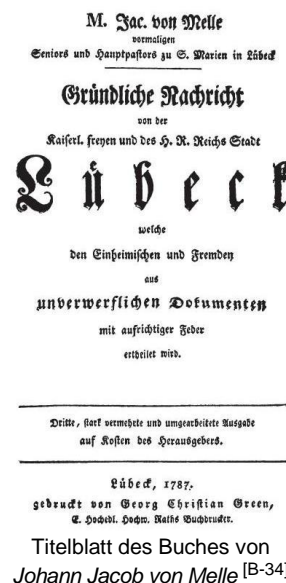 M. Jac. von Melle
vormaligen
Seniors und Hauptpastors zu S. Marien in Lübeck
Gründliche Nachricht
von der
Kaiserl. freyen und des H. R. Reichs Stadt
Lübeck
welche
den Einheimischen und Fremden
aus
unverwerflichen Dokumenten
mit aufrichtiger Feder
ertheilet wird.
Dritte, stark vermehrte und umgearbeitete Ausgabe
auf Kosten des Herausgebers.
Lübeck, 1787.
gedruckt von Georg Christian Green,
E. Hochedl. Hochw. Raths Buchdrucker.
Titelblatt des Buches von
Johann Jacob von Melle [B-34]